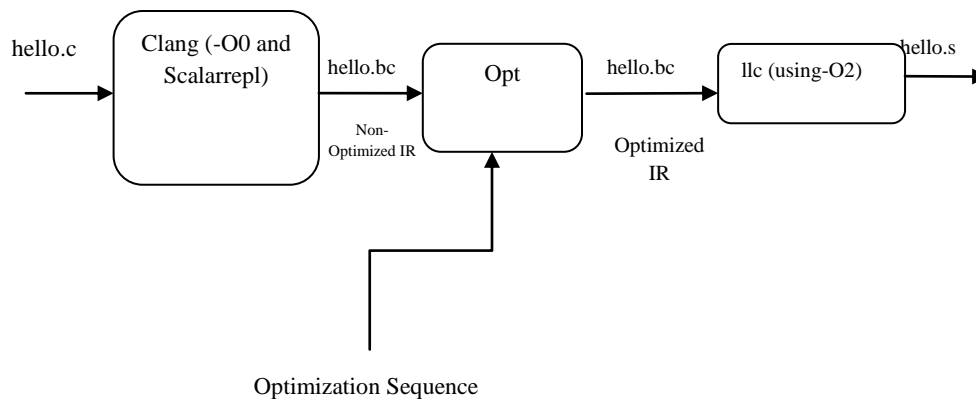 hello.c
Clang (-O0 and
Scalarrepl)
hello.bc
Non-
Optimized IR
Opt
hello.bc
Optimized
IR
llc (using-O2)
hello.s
Optimization Sequence